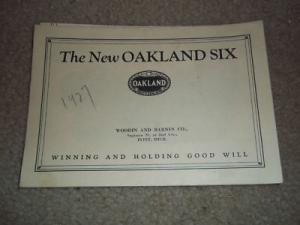 The New OAKLAND SIX
OAKLAND
1927
WOODIN AND BARNES CO.,
FLINT, MICH.
WINNING AND HOLDING GOOD WILL